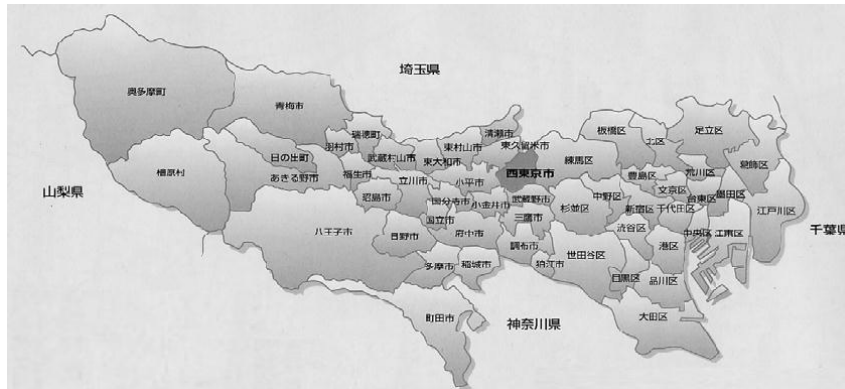 埼玉県
奥多摩町
青梅市
瑞穂町
清瀬市
板橋区
北区
足立区
羽村市
武蔵村山市
東大和市
東村山市
東久留米市
練馬区
日の出町
檜原村
あきる野市
福生市
立川市
小平市
西東京市
豊島区
荒川区
葛飾区
山梨県
昭島市
国分寺市
小金井市
武蔵野市
杉並区
中野区
文京区
台東区
墨田区
国立市
三鷹市
新宿区
千代田区
江戸川区
八王子市
日野市
府中市
渋谷区
中央区
江東区
千葉県
調布市
世田谷区
港区
多摩市
稲城市
狛江市
目黒区
品川区
町田市
神奈川県
大田区